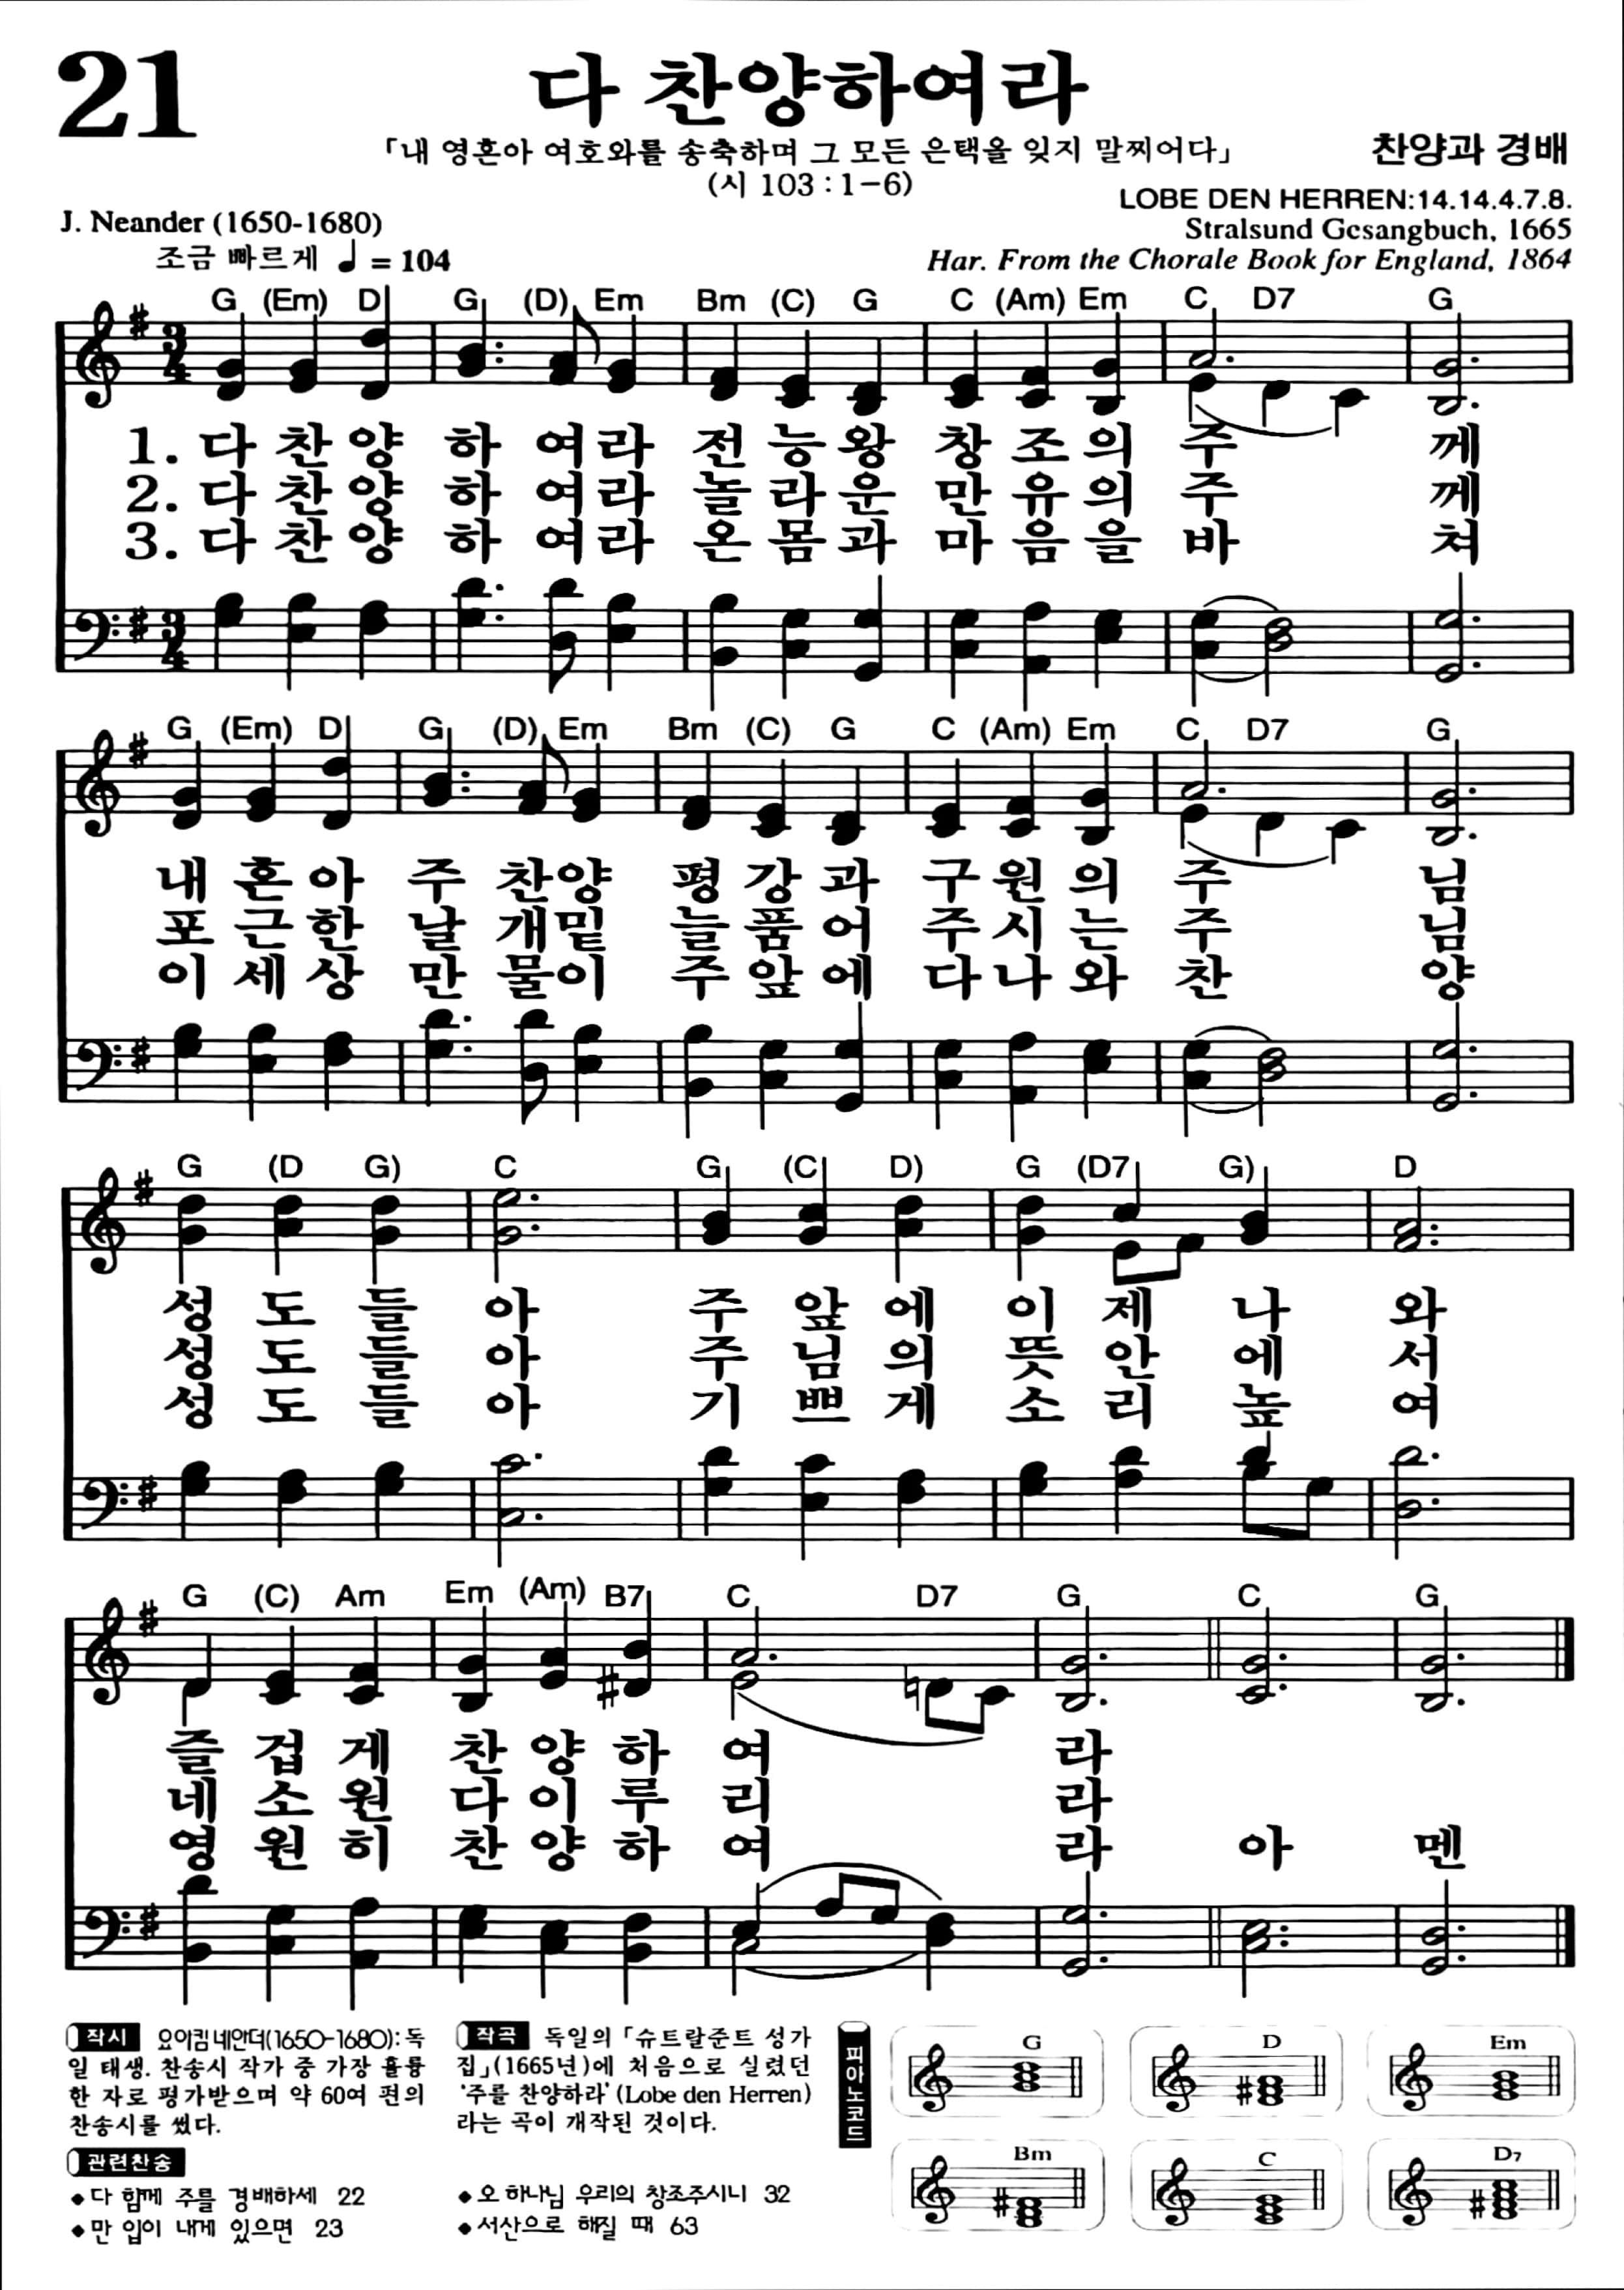 21
다 찬양하여라
「내 영혼아 여호와를 송축하며 그 모든 은택을 잊지 말찌어다」
(시 103 : 1-6)
찬양과 경배
LOBE DEN HERREN:14.14.4.7.8.
J. Neander (1650-1680)
Stralsund Gesangbuch, 1665
조금 빠르게 ♩ = 104
Har. From the Chorale Book for England, 1864
G (Em) D G (D) Em Bm (C) G C (Am) Em C D7 G
1. 다 찬 양 하 여 라 전 능 왕 창 조 의 주 께
2. 다 찬 양 하 여 라 놀 라 운 만 유 의 주 께
3. 다 찬 양 하 여 라 온 몸 과 마 음 을 바 쳐
G (Em) D G (D) Em Bm (C) G C (Am) Em C D7 G
내 혼 아 주 찬 양 평 강 과 구 원 의 주 님
포 근 한 날 개 밑 늘 품 어 주 시 는 주 님
이 세 상 만 물 이 주 앞 에 다 나 와 찬 양
G (D G) C G (C D) G (D7 G) D
성 도 들 아 주 앞 에 이 제 나 와
성 도 들 아 주 님 의 뜻 안 에 서
성 도 들 아 기 쁘 게 소 리 높 여
G (C) Am Em (Am) B7 C D7 G C G
즐 겁 게 찬 양 하 여 라
네 소 원 다 이 루 리 라
영 원 히 찬 양 하 여 라 아 멘
작시 요아킴 네안더(1650-1680): 독
일 태생. 찬송시 작가 중 가장 훌륭
한 자로 평가받으며 약 60여 편의
찬송시를 썼다.
작곡 독일의 「슈트랄준트 성가
집」(1665년)에 처음으로 실렸던
'주를 찬양하라' (Lobe den Herren)
라는 곡이 개작된 것이다.
관련찬송
◆다 함께 주를 경배하세 22
◆만 입이 내게 있으면 23
◆오 하나님 우리의 창조주시니 32
◆서산으로 해질 때 63
피아노코드
G D Em
Bm C D7